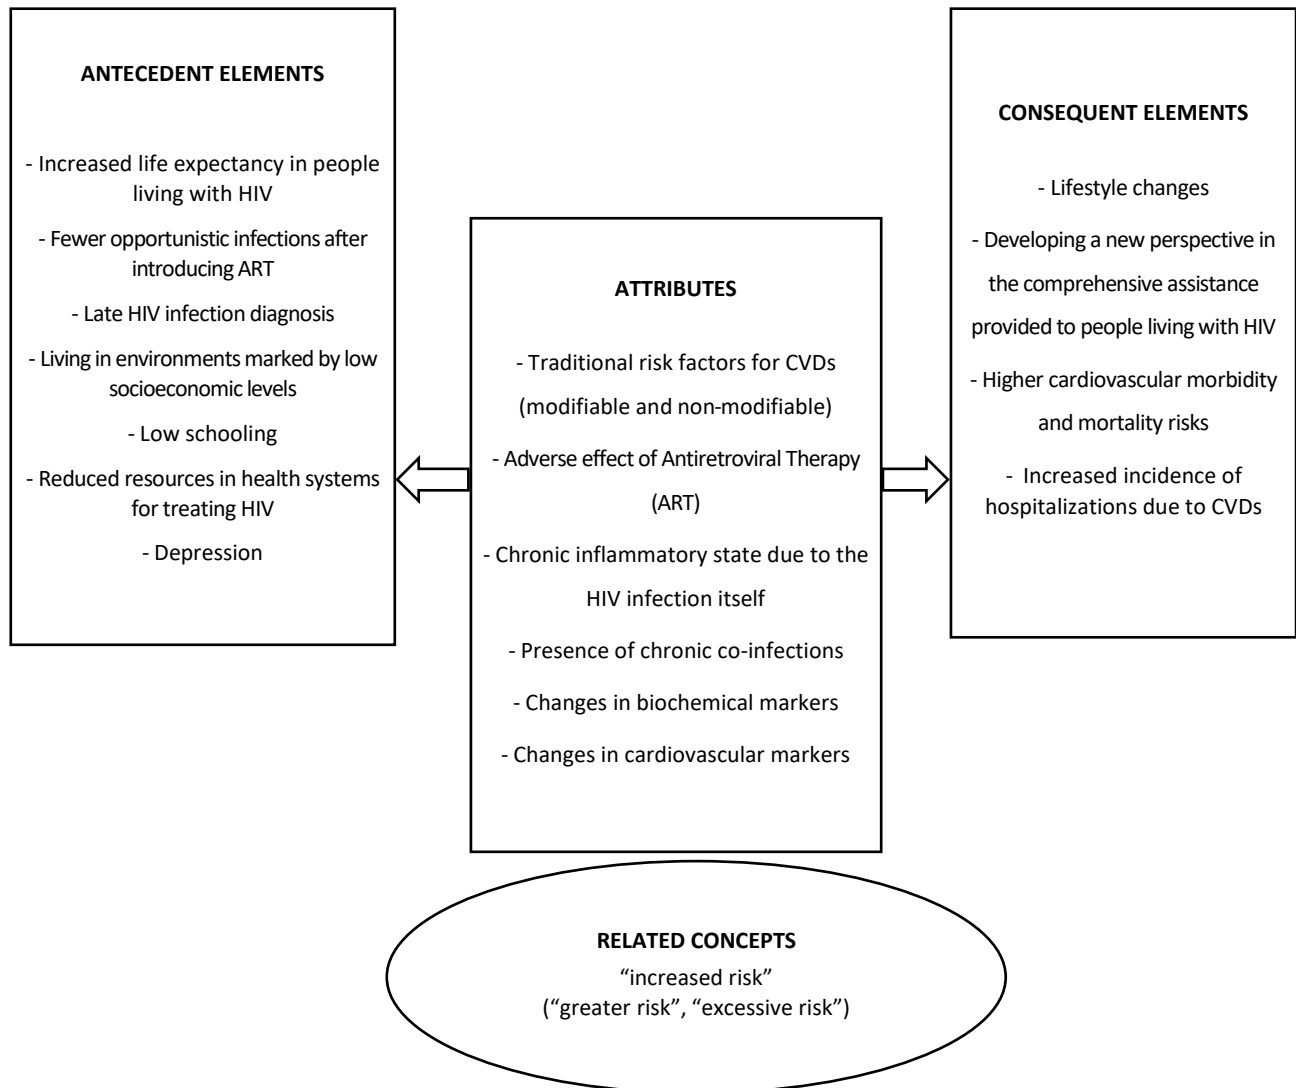 ANTECEDENT ELEMENTS
- Increased life expectancy in people
living with HIV
- Fewer opportunistic infections after
introducing ART
- Late HIV infection diagnosis
- Living in environments marked by low
socioeconomic levels
- Low schooling
- Reduced resources in health systems
for treating HIV
- Depression
ATTRIBUTES
- Traditional risk factors for CVDs
(modifiable and non-modifiable)
- Adverse effect of Antiretroviral Therapy
(ART)
- Chronic inflammatory state due to the
HIV infection itself
- Presence of chronic co-infections
- Changes in biochemical markers
- Changes in cardiovascular markers
CONSEQUENT ELEMENTS
- Lifestyle changes
- Developing a new perspective in
the comprehensive assistance
provided to people living with HIV
- Higher cardiovascular morbidity
and mortality risks
- Increased incidence of
hospitalizations due to CVDs
RELATED CONCEPTS
“increased risk”
(“greater risk”, “excessive risk”)